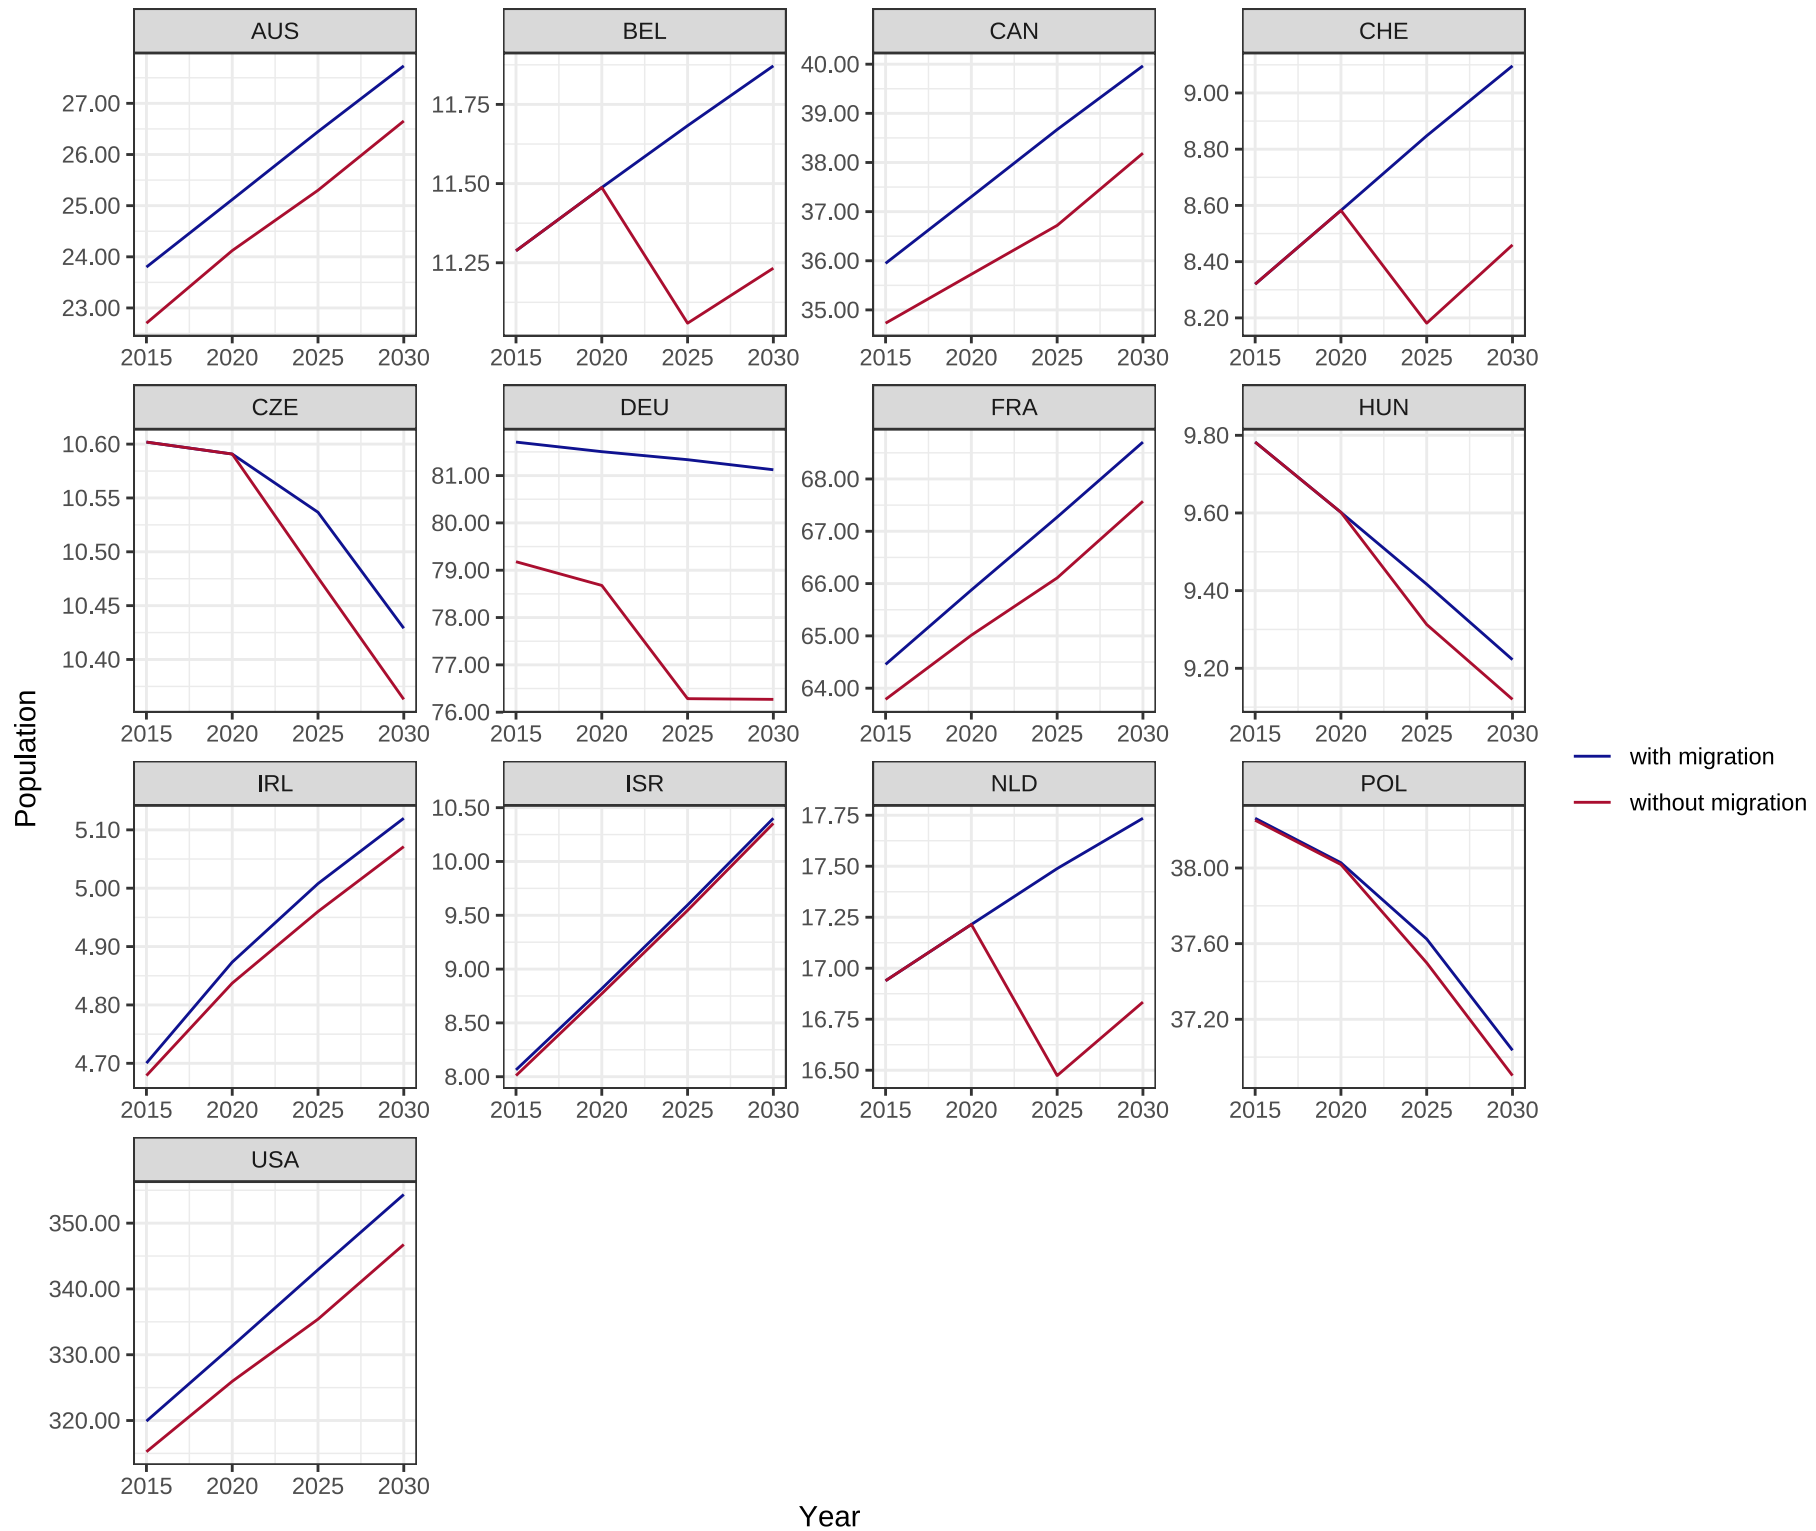 AUS
BEL
CAN
CHE
27.00
26.00
25.00
24.00
23.00
11.75
11.50
11.25
40.00
39.00
38.00
37.00
36.00
35.00
9.00
8.80
8.60
8.40
8.20
2015 2020 2025 2030
2015 2020 2025 2030
2015 2020 2025 2030
2015 2020 2025 2030
CZE
DEU
FRA
HUN
10.60
10.55
10.50
10.45
10.40
81.00
80.00
79.00
78.00
77.00
76.00
68.00
67.00
66.00
65.00
64.00
9.80
9.60
9.40
9.20
2015 2020 2025 2030
2015 2020 2025 2030
2015 2020 2025 2030
2015 2020 2025 2030
Population
with migration
without migration
IRL
ISR
NLD
POL
5.10
5.00
4.90
4.80
4.70
10.50
10.00
9.50
9.00
8.50
8.00
17.75
17.50
17.25
17.00
16.75
16.50
38.00
37.60
37.20
2015 2020 2025 2030
2015 2020 2025 2030
2015 2020 2025 2030
2015 2020 2025 2030
USA
350.00
340.00
330.00
320.00
2015 2020 2025 2030
Year